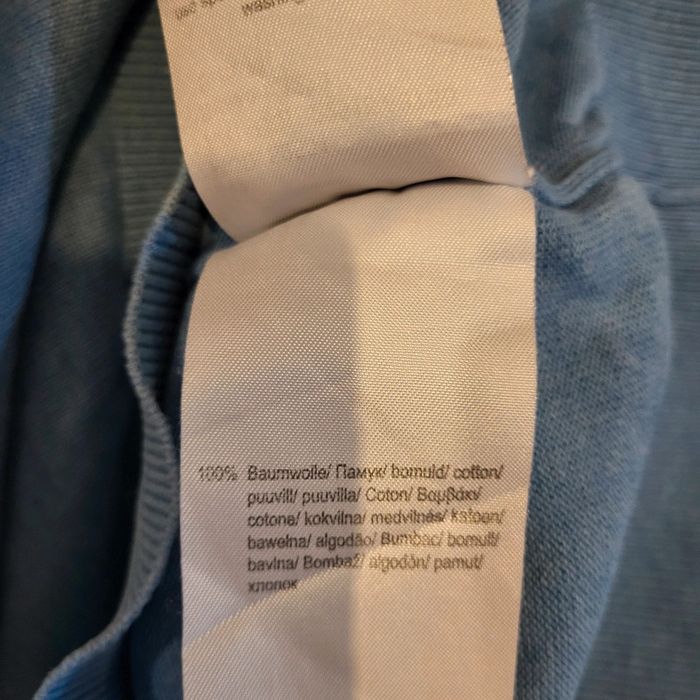 100% Baumwolle/ Памук/ bomuld/ cotton/
puuvill/ puuvilla/ Coton/ Βαμβάκι/
cotone/ kokvilna/ medvilnės/ Katoen/
bawełna/ algodão/ Bumbac/ bomull/
bavlna/ Bombaž/ algodón/ pamut/
хлопок